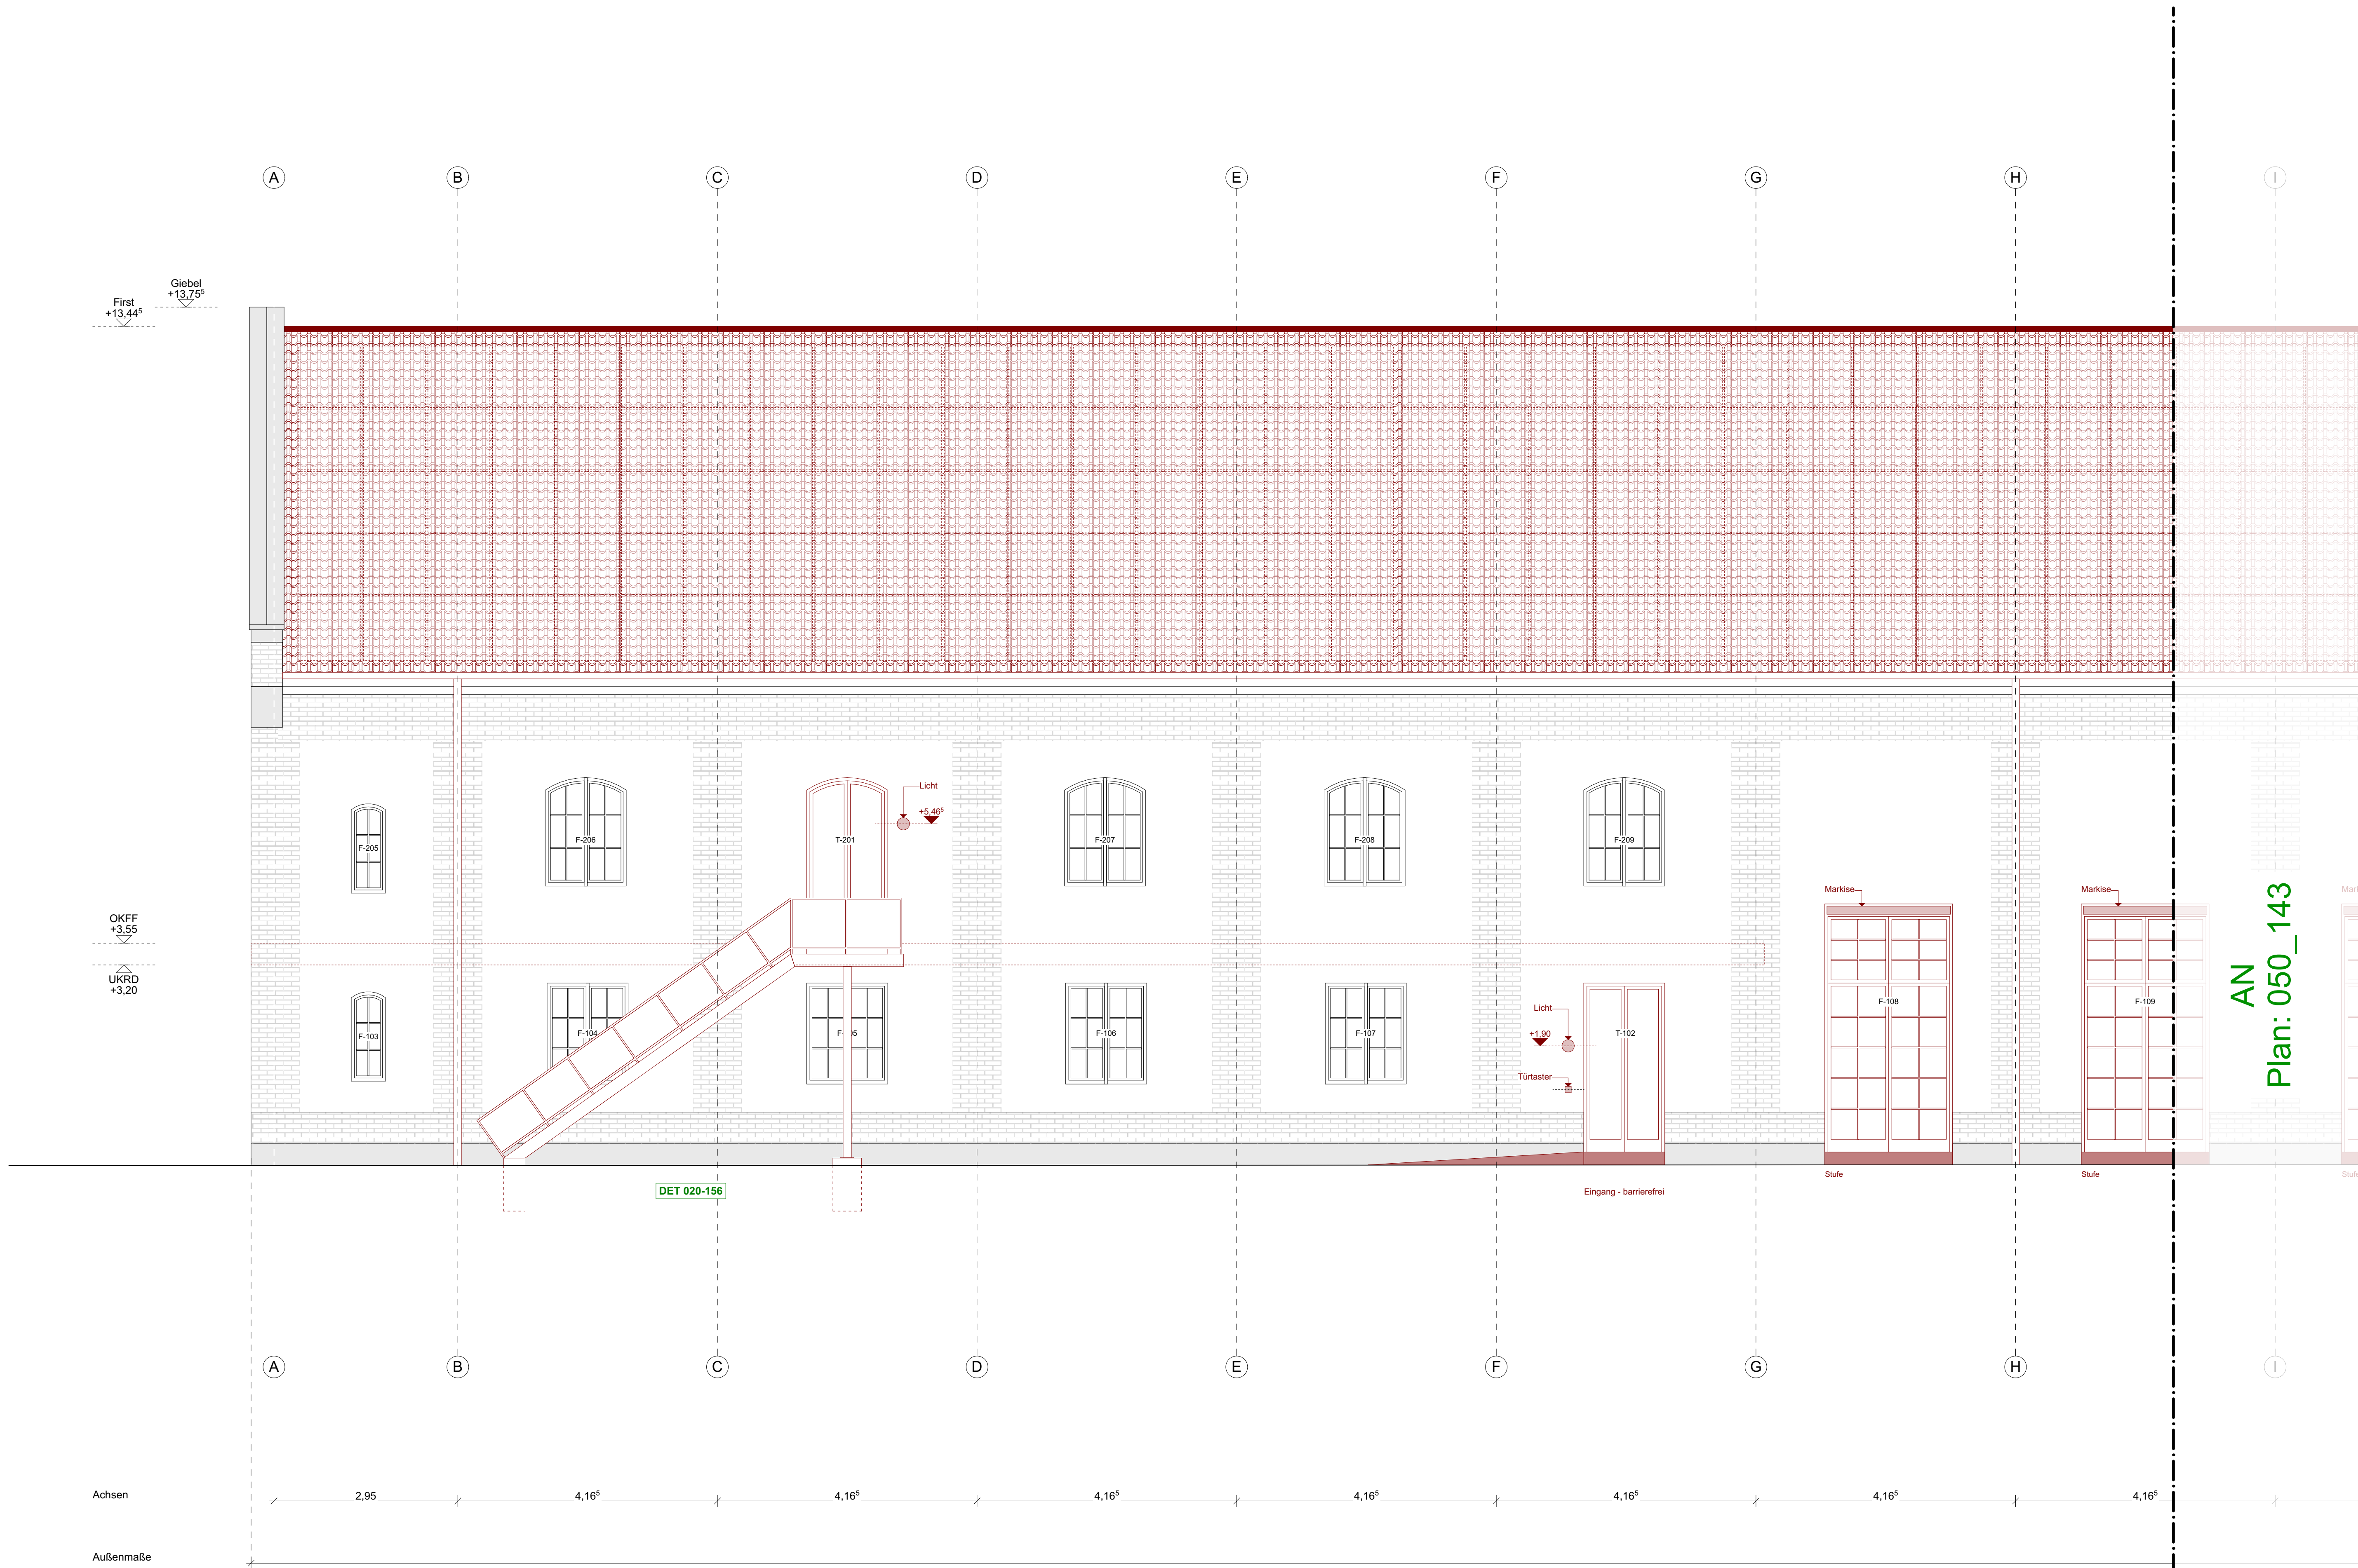 A
B
C
D
E
F
G
H
I
Giebel
+13,75⁵
First
+13,44⁵
Licht
+5,46⁵
F-205
F-206
T-201
F-207
F-208
F-209
Markise
Markise
OKFF
+3,55
UKRD
+3,20
F-103
F-104
F-106
F-107
Licht
+1,90
T-102
Türtaster
F-108
F-109
AN
Plan: 050_143
Stufe
Stufe
DET 020-156
Eingang - barrierefrei
A
B
C
D
E
F
G
H
I
Achsen
2,95
4,16⁵
4,16⁵
4,16⁵
4,16⁵
4,16⁵
4,16⁵
4,16⁵
Außenmaße